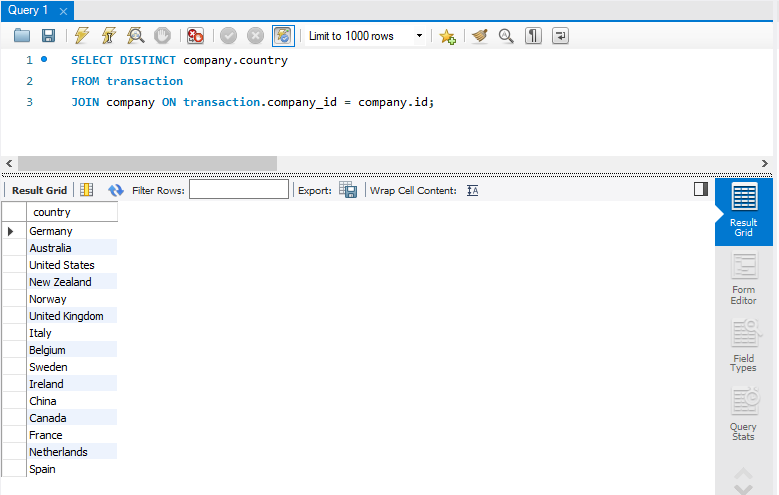 Query 1
Limit to 1000 rows
1 SELECT DISTINCT company.country
2 FROM transaction
3 JOIN company ON transaction.company_id = company.id;
Result Grid Filter Rows: Export: Wrap Cell Content: IA
country
Germany
Australia
United States
New Zealand
Norway
United Kingdom
Italy
Belgium
Sweden
Ireland
China
Canada
France
Netherlands
Spain
Result
Grid
Form
Editor
Field
Types
Query
Stats